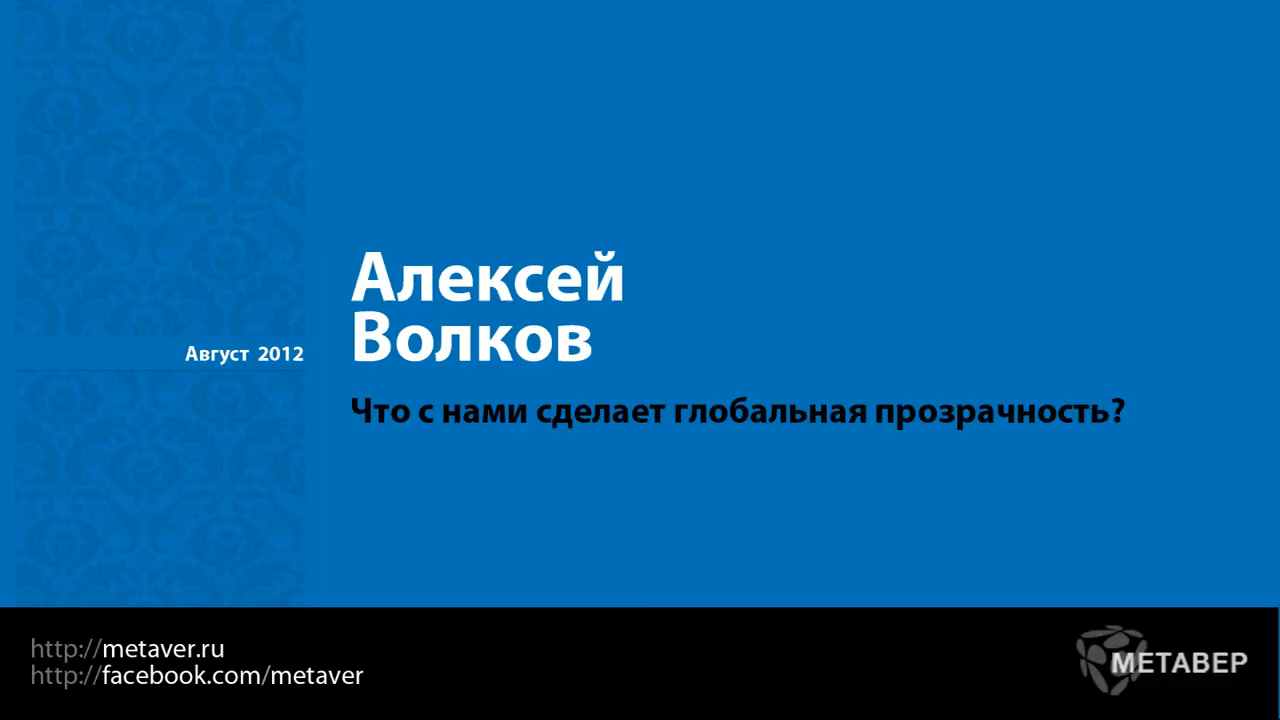 Август 2012
Алексей
Волков
Что с нами сделает глобальная прозрачность?
http://metaver.ru
http://facebook.com/metaver
МЕТАВЕР